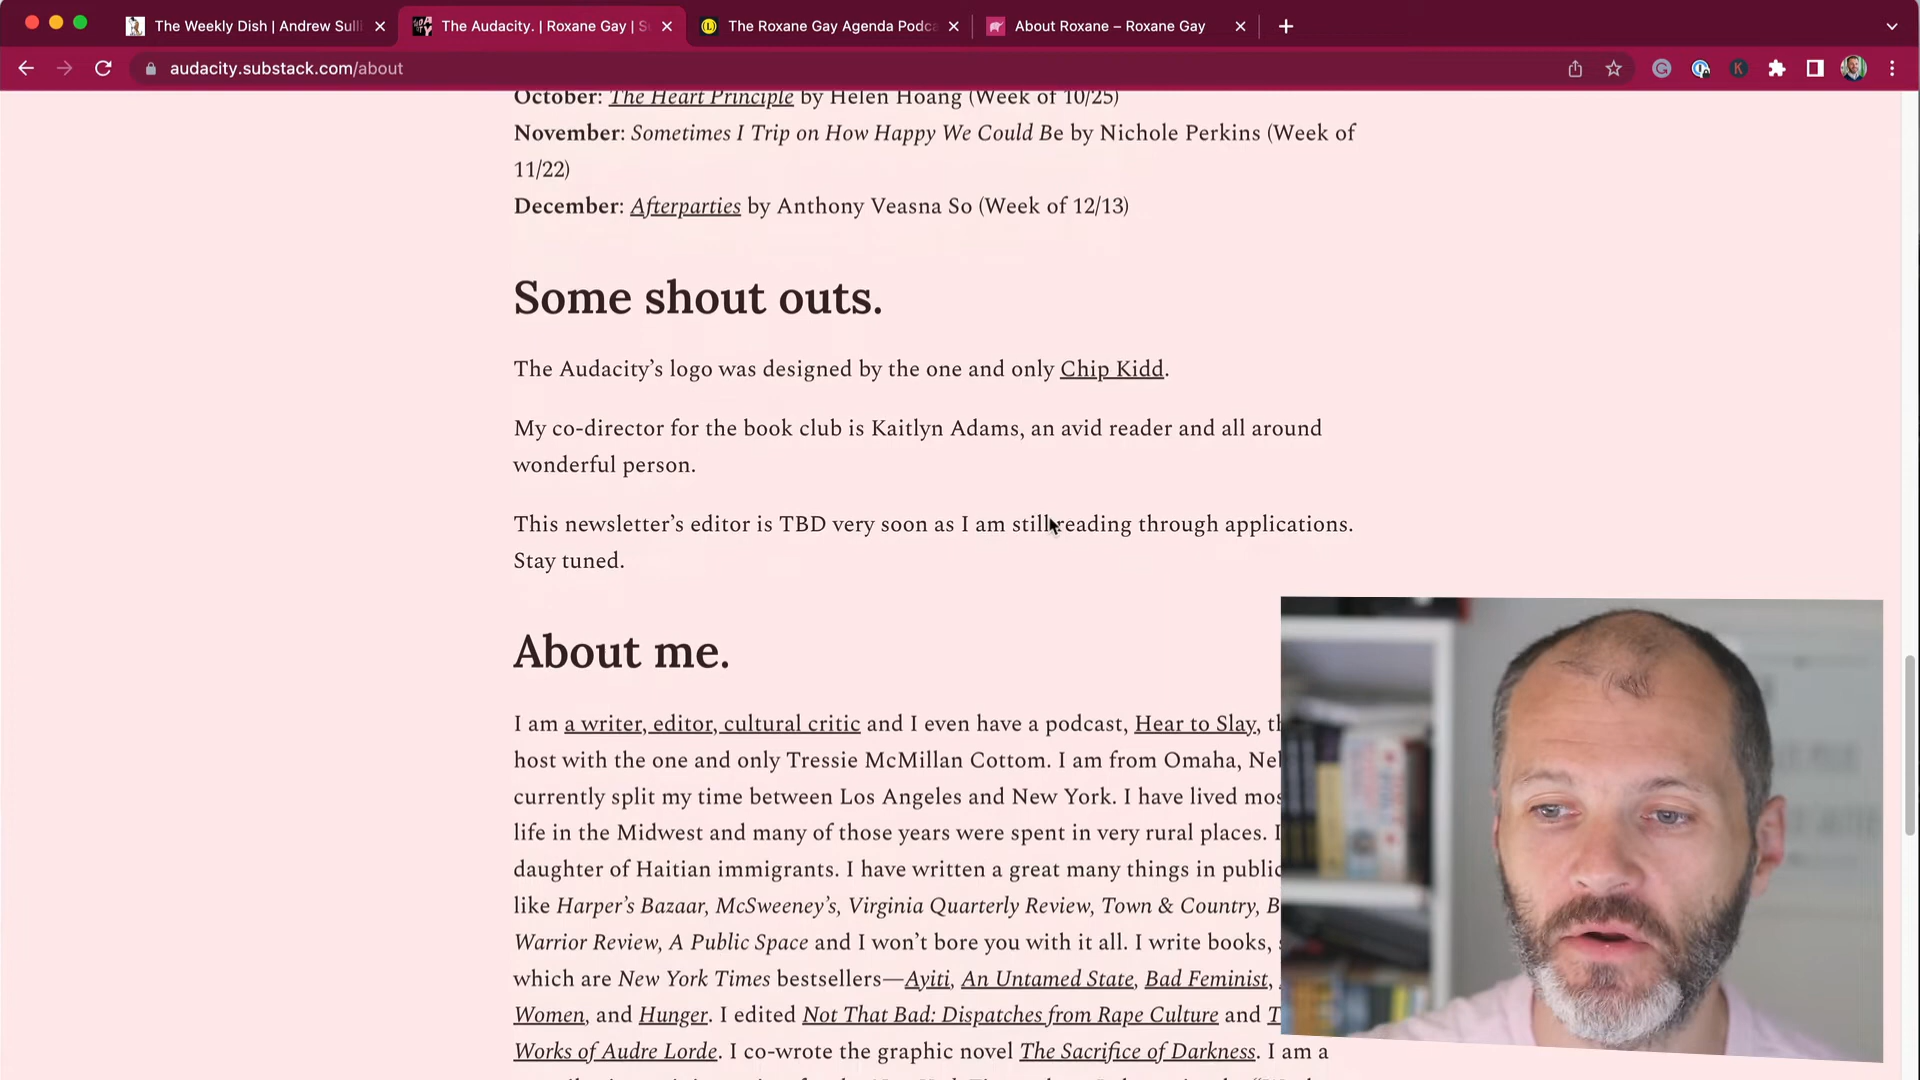 The Weekly Dish | Andrew Sulli
The Audacity. | Roxane Gay | S
The Roxane Gay Agenda Podc
About Roxane – Roxane Gay
audacity.substack.com/about
October: The Heart Principle by Helen Hoang (Week of 10/25)
November: Sometimes I Trip on How Happy We Could Be by Nichole Perkins (Week of
11/22)
December: Afterparties by Anthony Veasna So (Week of 12/13)
Some shout outs.
The Audacity’s logo was designed by the one and only Chip Kidd.
My co-director for the book club is Kaitlyn Adams, an avid reader and all around
wonderful person.
This newsletter’s editor is TBD very soon as I am still reading through applications.
Stay tuned.
About me.
I am a writer, editor, cultural critic and I even have a podcast, Hear to Slay, th
host with the one and only Tressie McMillan Cottom. I am from Omaha, Ne
currently split my time between Los Angeles and New York. I have lived mos
life in the Midwest and many of those years were spent in very rural places. I
daughter of Haitian immigrants. I have written a great many things in public
like Harper’s Bazaar, McSweeney’s, Virginia Quarterly Review, Town & Country, B
Warrior Review, A Public Space and I won’t bore you with it all. I write books,
which are New York Times bestsellers—Ayiti, An Untamed State, Bad Feminist,
Women, and Hunger. I edited Not That Bad: Dispatches from Rape Culture and T
Works of Audre Lorde. I co-wrote the graphic novel The Sacrifice of Darkness. I am a